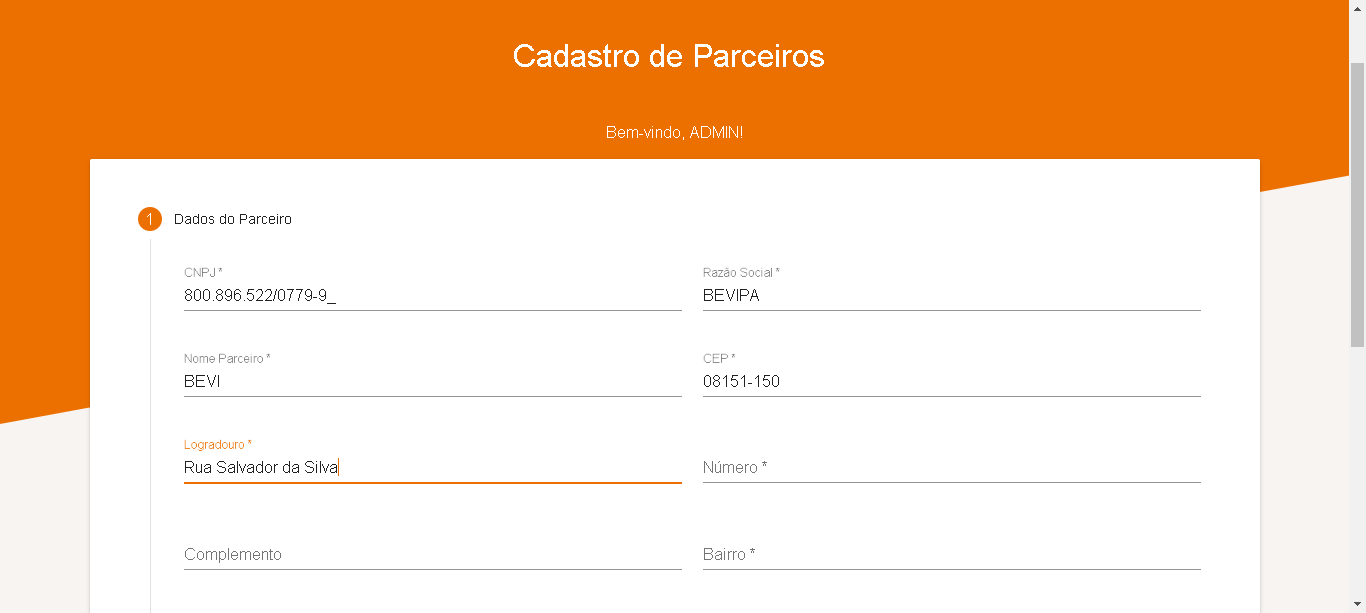 Cadastro de Parceiros
Bem-vindo, ADMIN!
1 Dados do Parceiro
CNPJ * Razão Social *
800.896.522/0779-9_ BEVIPA
Nome Parceiro * CEP *
BEVI 08151-150
Logradouro *
Rua Salvador da Silva Número *
Complemento Bairro *